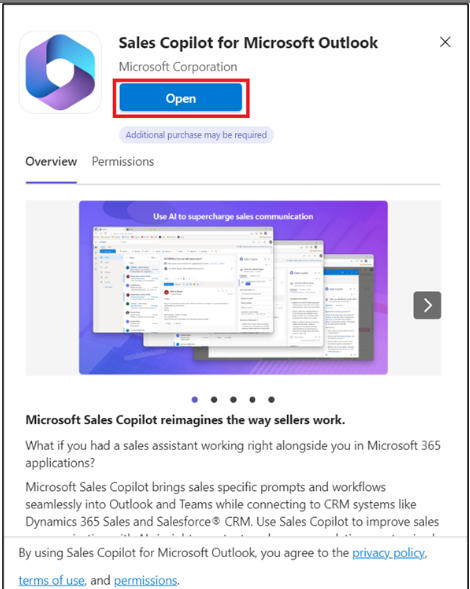 Sales Copilot for Microsoft Outlook
Microsoft Corporation
Open
Additional purchase may be required
Overview
Permissions
Use AI to supercharge sales communication
Microsoft Sales Copilot reimagines the way sellers work.
What if you had a sales assistant working right alongside you in Microsoft 365
applications?
Microsoft Sales Copilot brings sales specific prompts and workflows
seamlessly into Outlook and Teams while connecting to CRM systems like
Dynamics 365 Sales and Salesforce® CRM. Use Sales Copilot to improve sales
By using Sales Copilot for Microsoft Outlook, you agree to the privacy policy,
terms of use, and permissions.